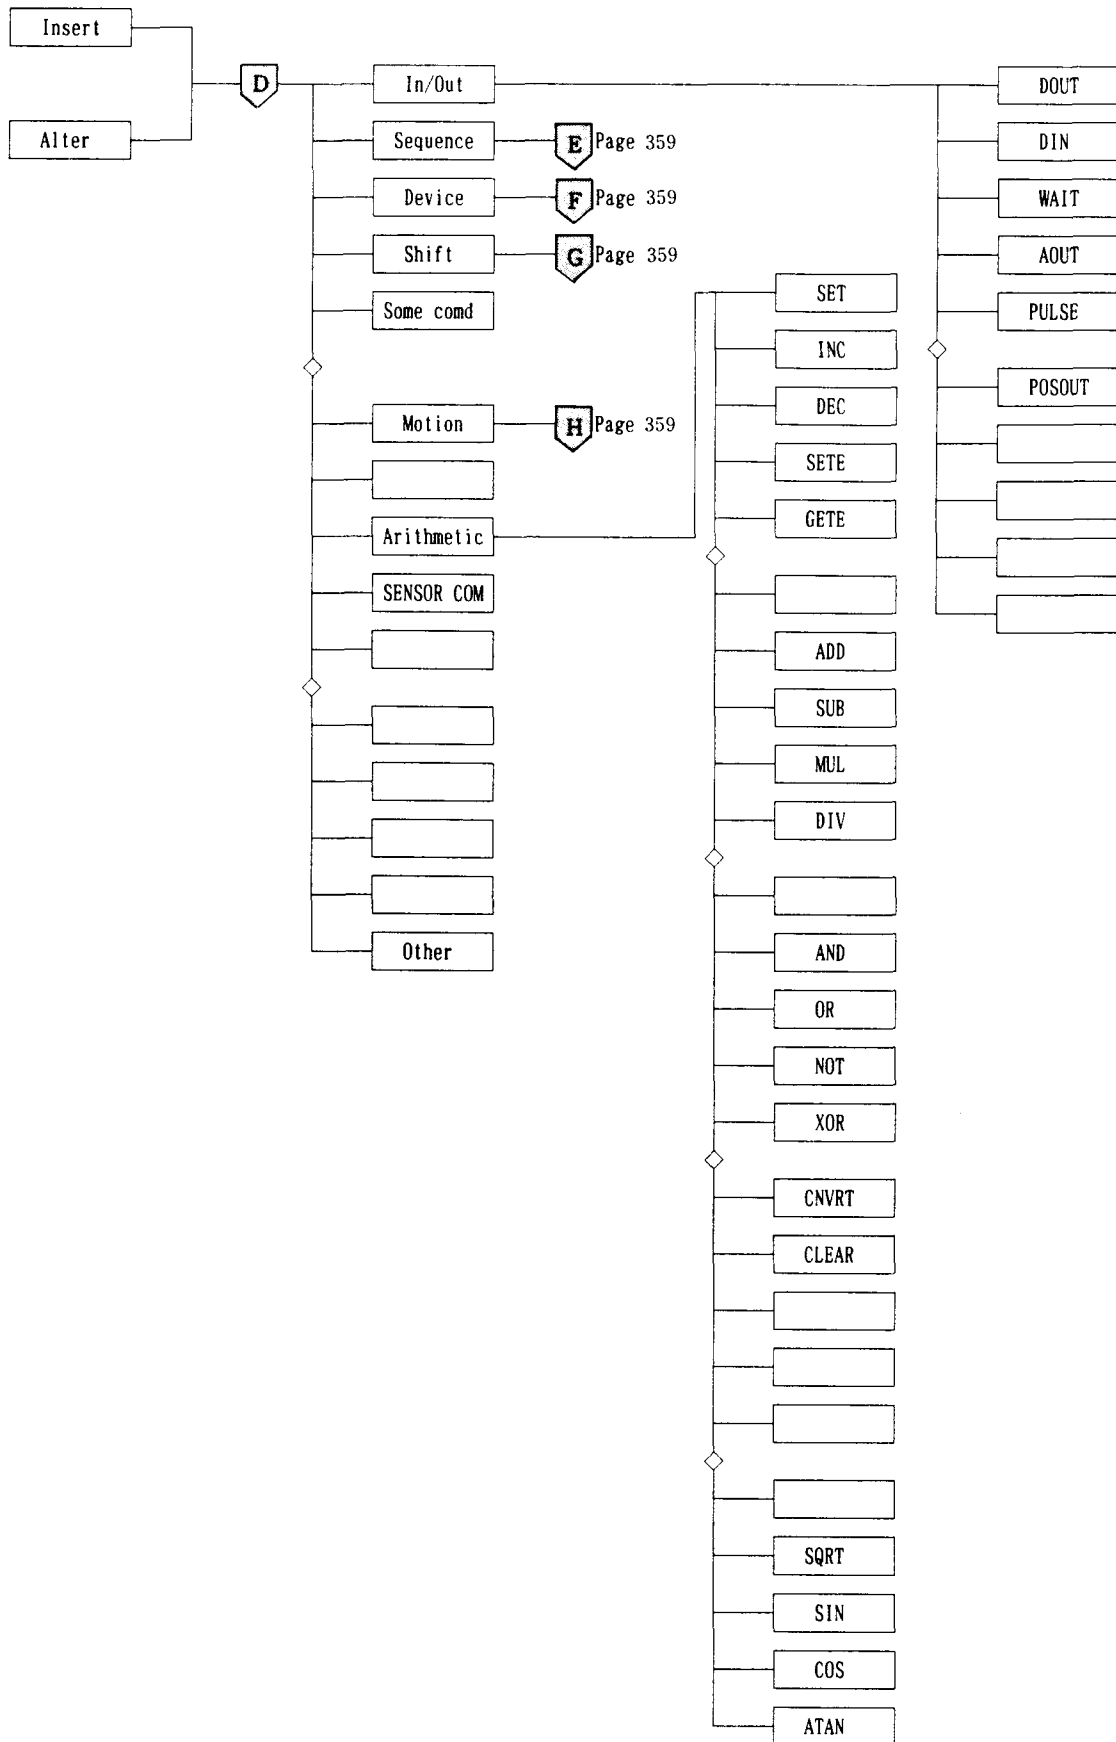 Insert
Alter
D
In/Out
Sequence
E Page 359
Device
F Page 359
Shift
G Page 359
Some comd
Motion
H Page 359
Arithmetic
SENSOR COM
Other
SET
INC
DEC
SETE
GETE
ADD
SUB
MUL
DIV
AND
OR
NOT
XOR
CNVRT
CLEAR
SQRT
SIN
COS
ATAN
DOUT
DIN
WAIT
AOUT
PULSE
POSOUT